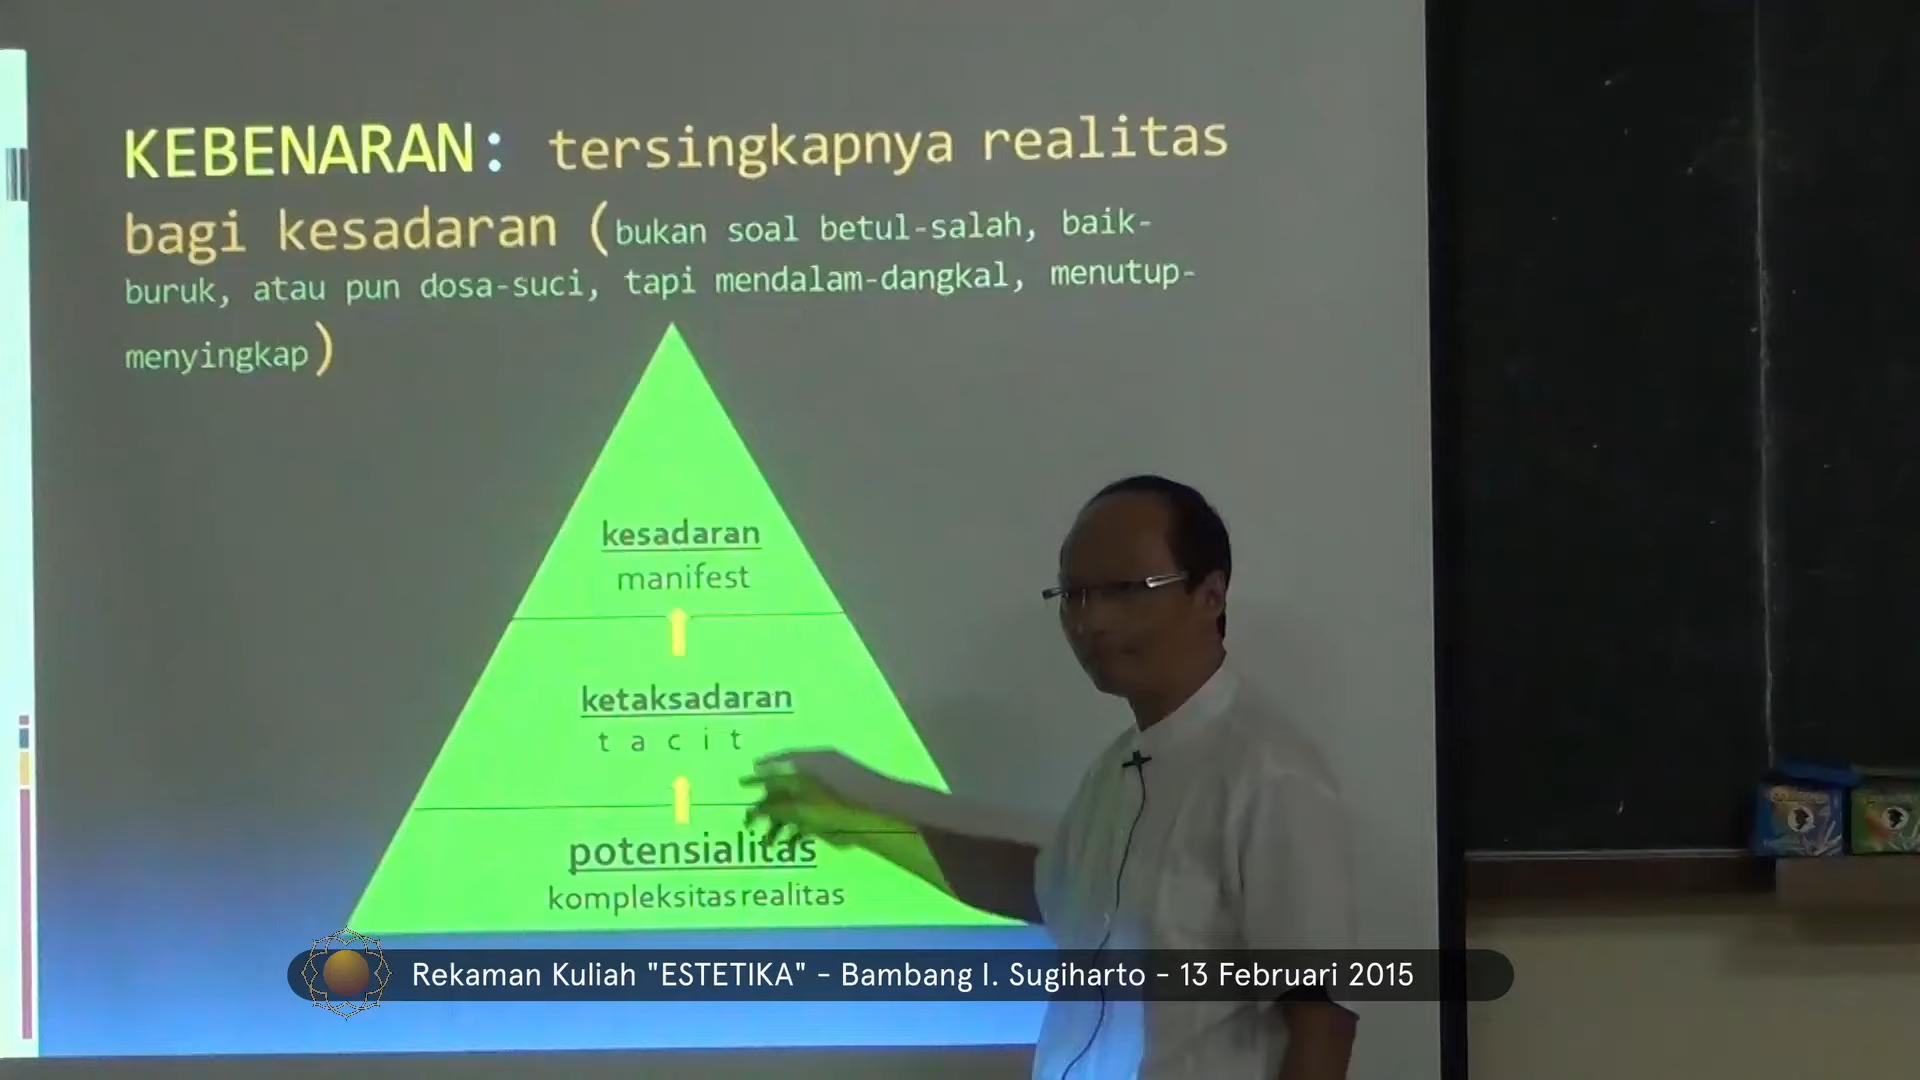 KEBENARAN: tersingkapnya realitas
bagi kesadaran (bukan soal betul-salah, baik-
buruk, atau pun dosa-suci, tapi mendalam-dangkal, menutup-
menyingkap)
kesadaran
manifest
ketaksadaran
t a c i t
potensialitas
kompleksitas realitas
Rekaman Kuliah "ESTETIKA" - Bambang I. Sugiharto - 13 Februari 2015